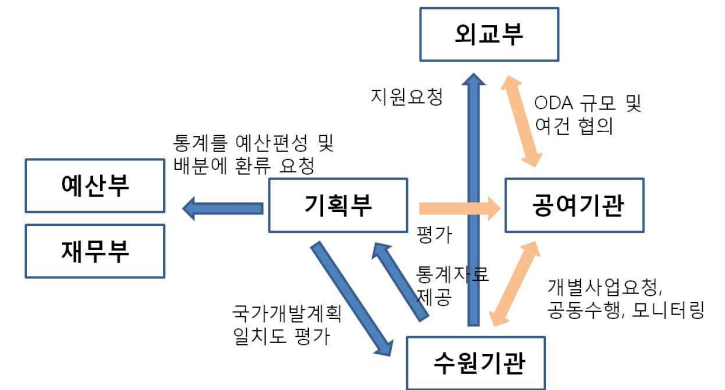 외교부
지원요청
ODA 규모 및
여건 협의
통계를 예산편성 및
배분에 환류 요청
예산부
기획부
공여기관
평가
재무부
통계자료
제공
개별사업요청,
공동수행, 모니터링
국가개발계획
일치도 평가
수원기관